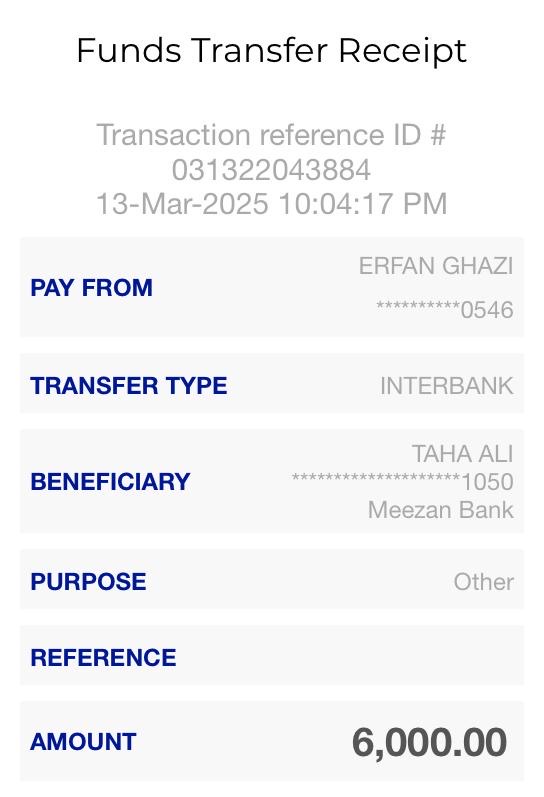 Funds Transfer Receipt
Transaction reference ID #
031322043884
13-Mar-2025 10:04:17 PM
PAY FROM
ERFAN GHAZI
**********0546
TRANSFER TYPE
INTERBANK
BENEFICIARY
TAHA ALI
********************1050
Meezan Bank
PURPOSE
Other
REFERENCE
AMOUNT
6,000.00